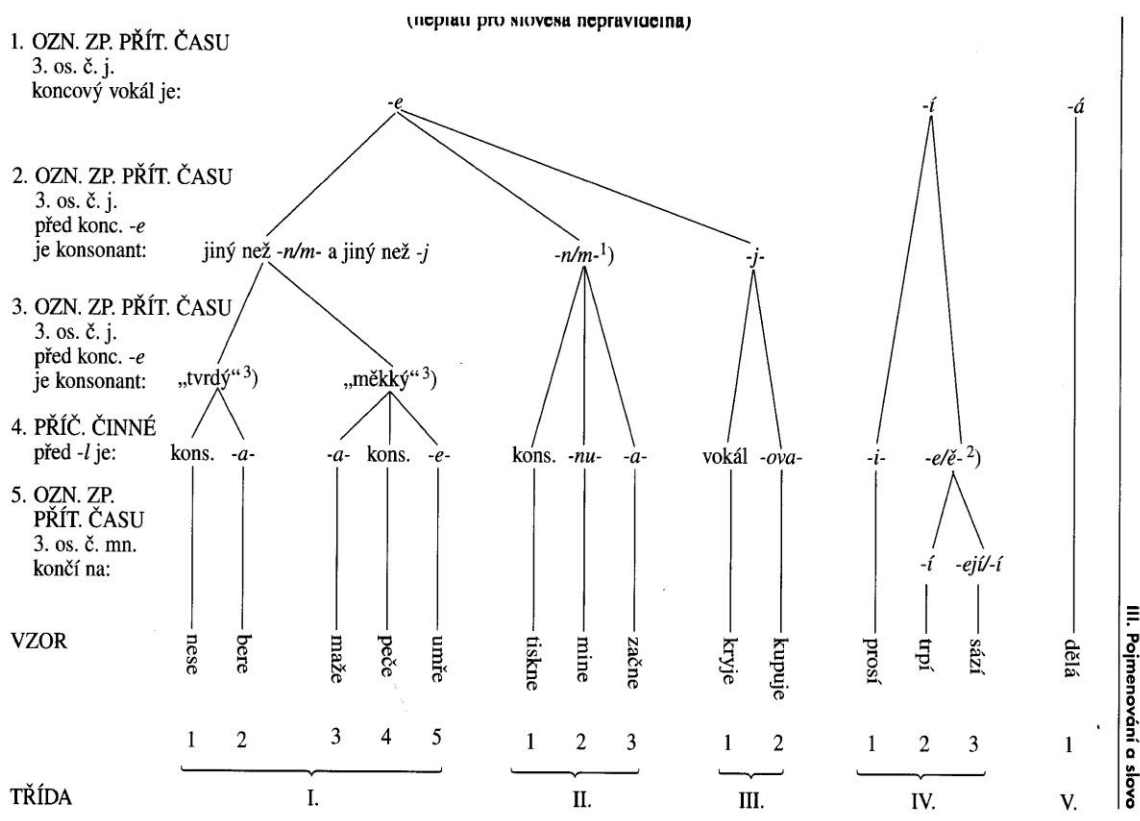 (neplatí pro slovesa nepravidelná)
1. OZN. ZP. PŘÍT. ČASU
3. os. č. j.
koncový vokál je:
-e -í -á
2. OZN. ZP. PŘÍT. ČASU
3. os. č. j.
před konc. -e
je konsonant: jiný než -n/m- a jiný než -j -n/m-¹) -j-
3. OZN. ZP. PŘÍT. ČASU
3. os. č. j.
před konc. -e
je konsonant: „tvrdý“³) „měkký“³)
4. PŘÍČ. ČINNÉ
před -l je: kons. -a- -a- kons. -e- kons. -nu- -a- vokál -ova- -i- -e/ě-²)
5. OZN. ZP.
PŘÍT. ČASU
3. os. č. mn.
končí na: -í -ejí/-í
VZOR nese bere maže peče umře tiskne mine začne kryje kupuje prosí trpí sází dělá
1 2 3 4 5 1 2 3 1 2 1 2 3 1
TŘÍDA I. II. III. IV. V.
III. Pojmenování a slovo